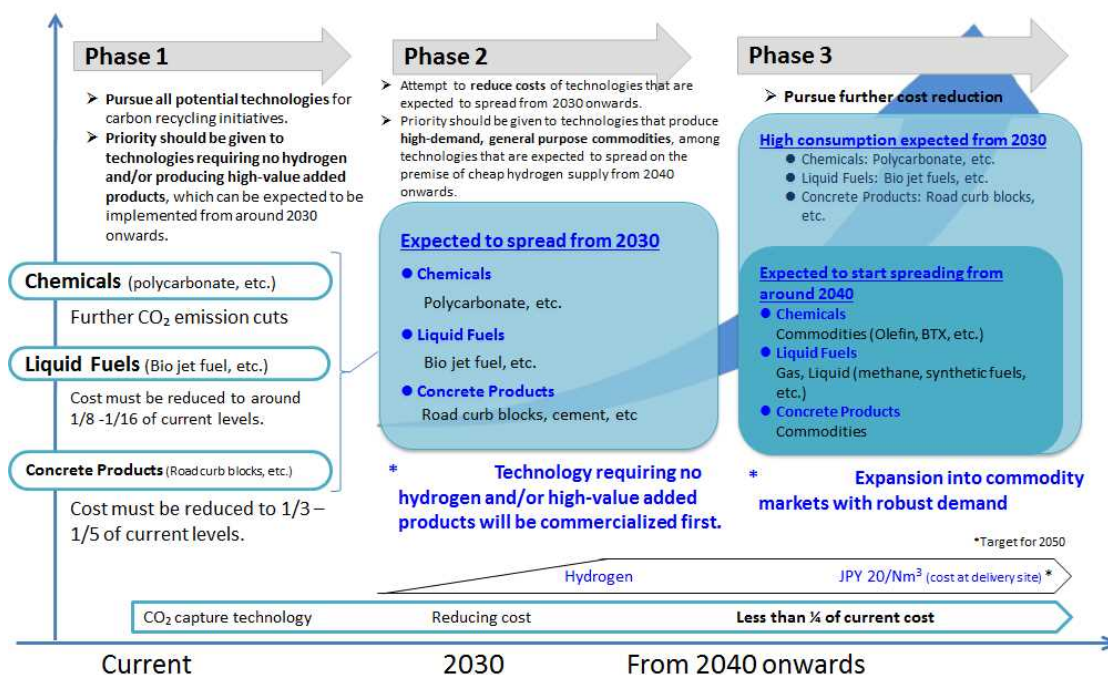 Phase 1
➢ Pursue all potential technologies for
carbon recycling initiatives.
➢ Priority should be given to
technologies requiring no hydrogen
and/or producing high-value added
products, which can be expected to be
implemented from around 2030
onwards.
Chemicals (polycarbonate, etc.)
Further CO₂ emission cuts
Liquid Fuels (Bio jet fuel, etc.)
Cost must be reduced to around
1/8 -1/16 of current levels.
Concrete Products (Road curb blocks, etc.)
Cost must be reduced to 1/3 –
1/5 of current levels.
Phase 2
➢ Attempt to reduce costs of technologies that are
expected to spread from 2030 onwards.
➢ Priority should be given to technologies that produce
high-demand, general purpose commodities, among
technologies that are expected to spread on the
premise of cheap hydrogen supply from 2040
onwards.
Expected to spread from 2030
● Chemicals
Polycarbonate, etc.
● Liquid Fuels
Bio jet fuel, etc.
● Concrete Products
Road curb blocks, cement, etc
* Technology requiring no
hydrogen and/or high-value added
products will be commercialized first.
Phase 3
➢ Pursue further cost reduction
High consumption expected from 2030
● Chemicals: Polycarbonate, etc.
● Liquid Fuels: Bio jet fuels, etc.
● Concrete Products: Road curb blocks,
etc.
Expected to start spreading from
around 2040
● Chemicals
Commodities (Olefin, BTX, etc.)
● Liquid Fuels
Gas, Liquid (methane, synthetic fuels,
etc.)
● Concrete Products
Commodities
* Expansion into commodity
markets with robust demand
*Target for 2050
Hydrogen JPY 20/Nm³ (cost at delivery site) *
CO₂ capture technology Reducing cost Less than ¼ of current cost
Current 2030 From 2040 onwards